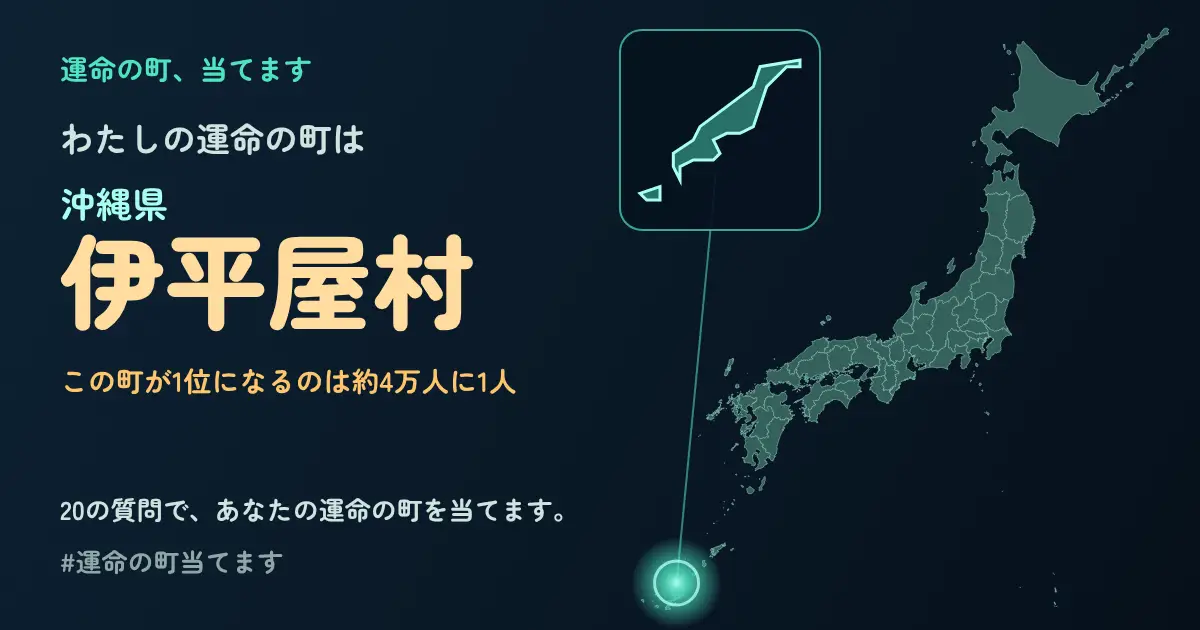 運命の町、当てます
わたしの運命の町は
沖縄県
伊平屋村
この町が1位になるのは約4万人に1人
20の質問で、あなたの運命の町を当てます。
#運命の町当てます